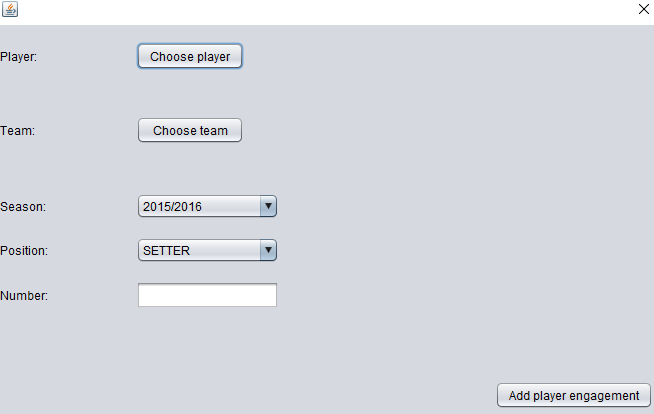 Player:
Choose player
Team:
Choose team
Season:
2015/2016
Position:
SETTER
Number:
Add player engagement